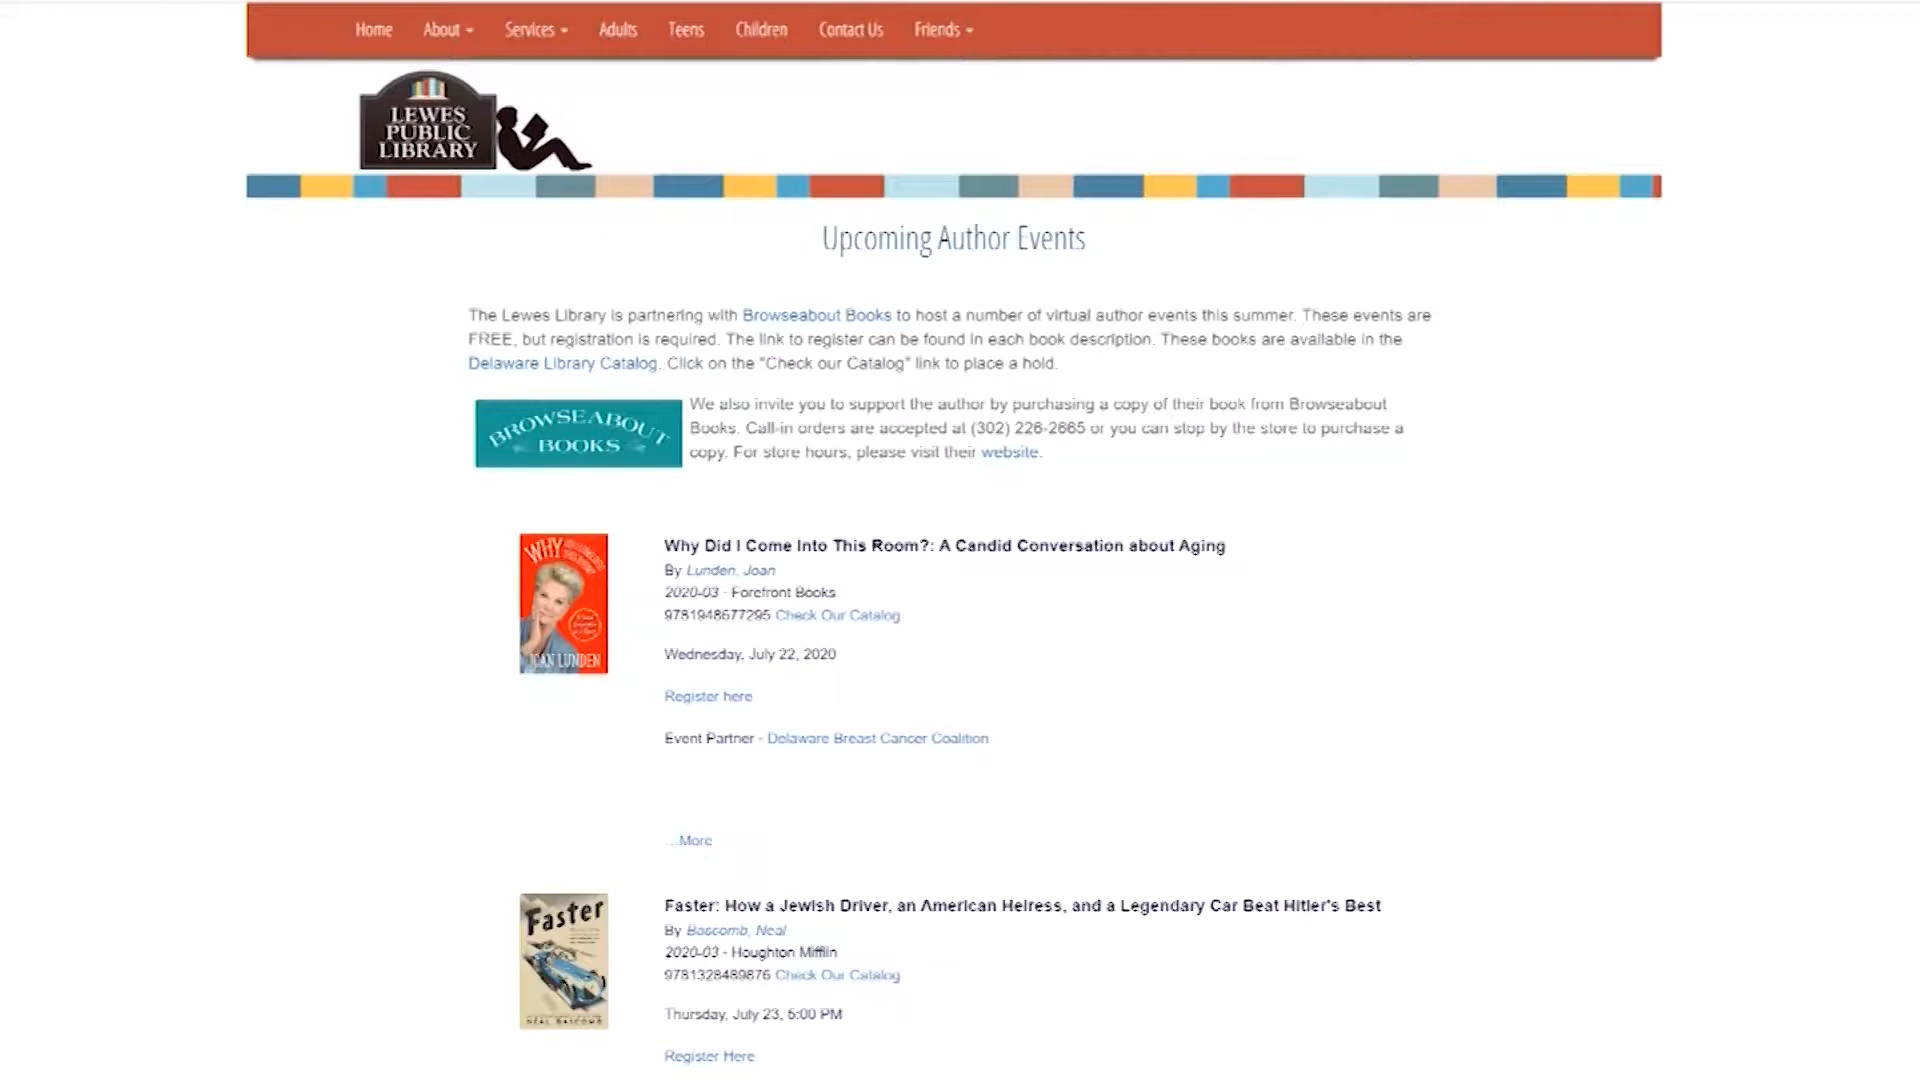 Home About Services Adults Teens Children Contact Us Friends
LEWES
PUBLIC
LIBRARY
Upcoming Author Events
The Lewes Library is partnering with Browseabout Books to host a number of virtual author events this summer. These events are
FREE, but registration is required. The link to register can be found in each book description. These books are available in the
Delaware Library Catalog. Click on the "Check our Catalog" link to place a hold.
BROWSEABOUT
BOOKS
We also invite you to support the author by purchasing a copy of their book from Browseabout
Books. Call-in orders are accepted at (302) 226-2665 or you can stop by the store to purchase a
copy. For store hours, please visit their website.
WHY
JOAN LUNDEN
Why Did I Come Into This Room?: A Candid Conversation about Aging
By Lunden, Joan
2020-03 - Forefront Books
9781948677295 Check Our Catalog
Wednesday, July 22, 2020
Register here
Event Partner - Delaware Breast Cancer Coalition
...More
Faster
NEAL BASCOMB
Faster: How a Jewish Driver, an American Heiress, and a Legendary Car Beat Hitler's Best
By Bascomb, Neal
2020-03 - Houghton Mifflin
9781328489876 Check Our Catalog
Thursday, July 23, 5:00 PM
Register Here